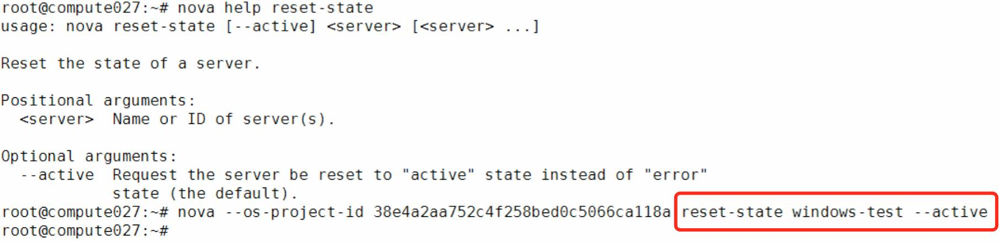 root@compute027:~# nova help reset-state
usage: nova reset-state [--active] <server> [<server> ...]
Reset the state of a server.
Positional arguments:
<server> Name or ID of server(s).
Optional arguments:
--active Request the server be reset to "active" state instead of "error"
state (the default).
root@compute027:~# nova --os-project-id 38e4a2aa752c4f258bed0c5066ca118a reset-state windows-test --active
root@compute027:~#